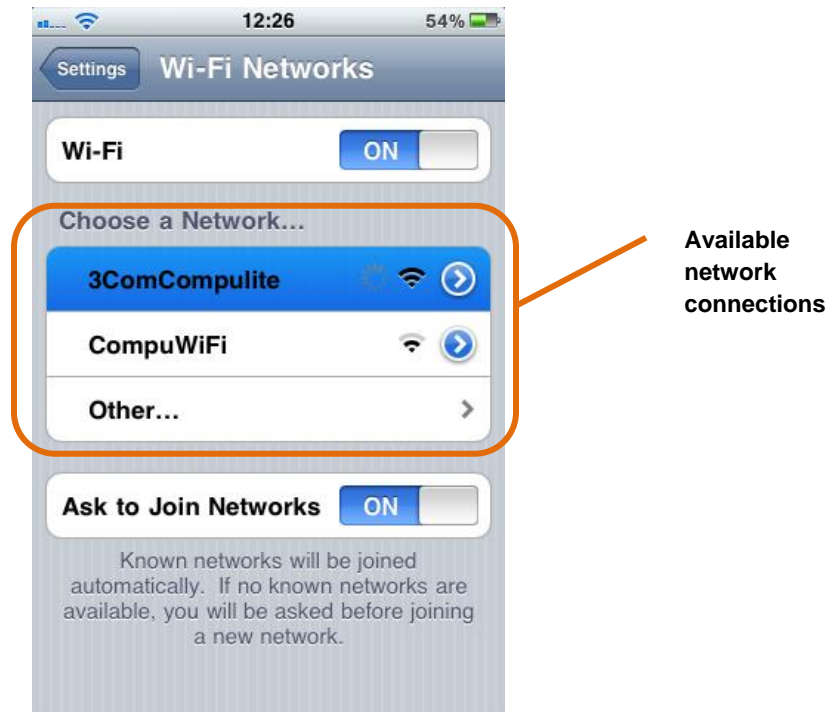 12:26 54%
Settings Wi-Fi Networks
Wi-Fi ON
Choose a Network...
3ComCompulite
CompuWiFi
Other...
Ask to Join Networks ON
Known networks will be joined
automatically. If no known networks are
available, you will be asked before joining
a new network.
Available
network
connections